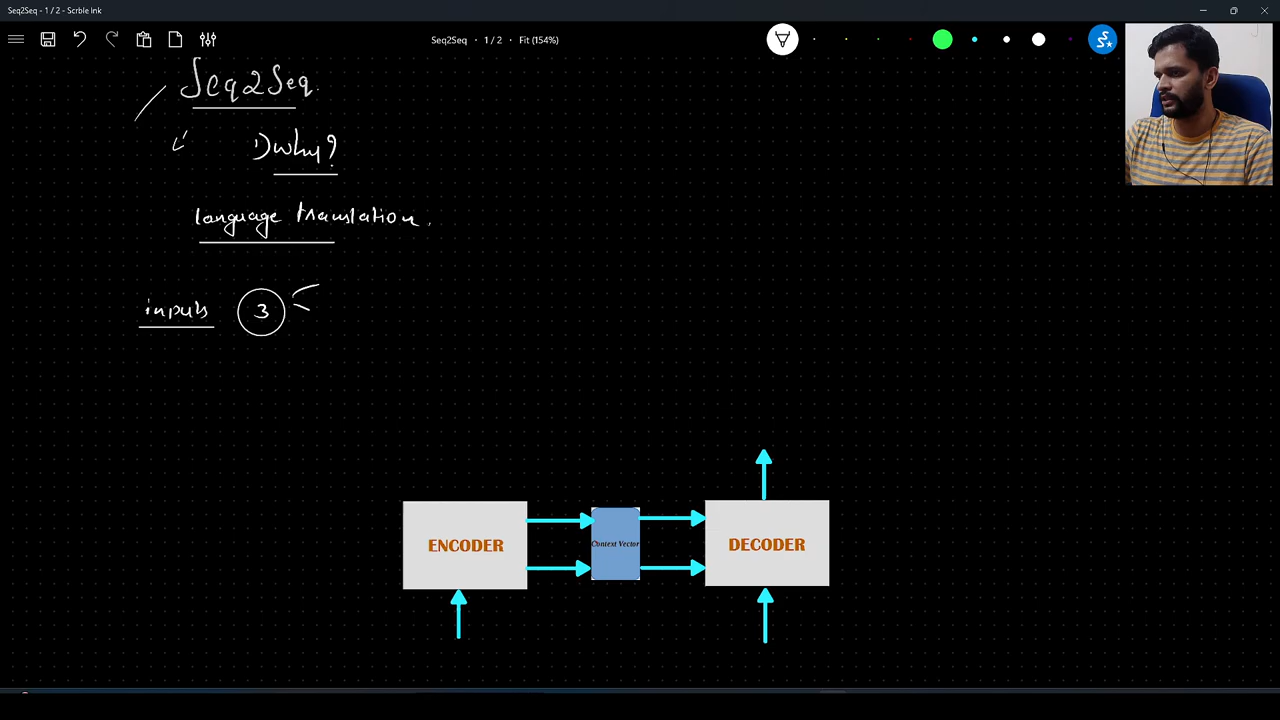 Seq2Seq - 1 / 2 - Scrble Ink
Seq2Seq • 1 / 2 • Fit (154%)
Seq2Seq.
1) Why?
language translation.
inputs 3
ENCODER
Context Vector
DECODER